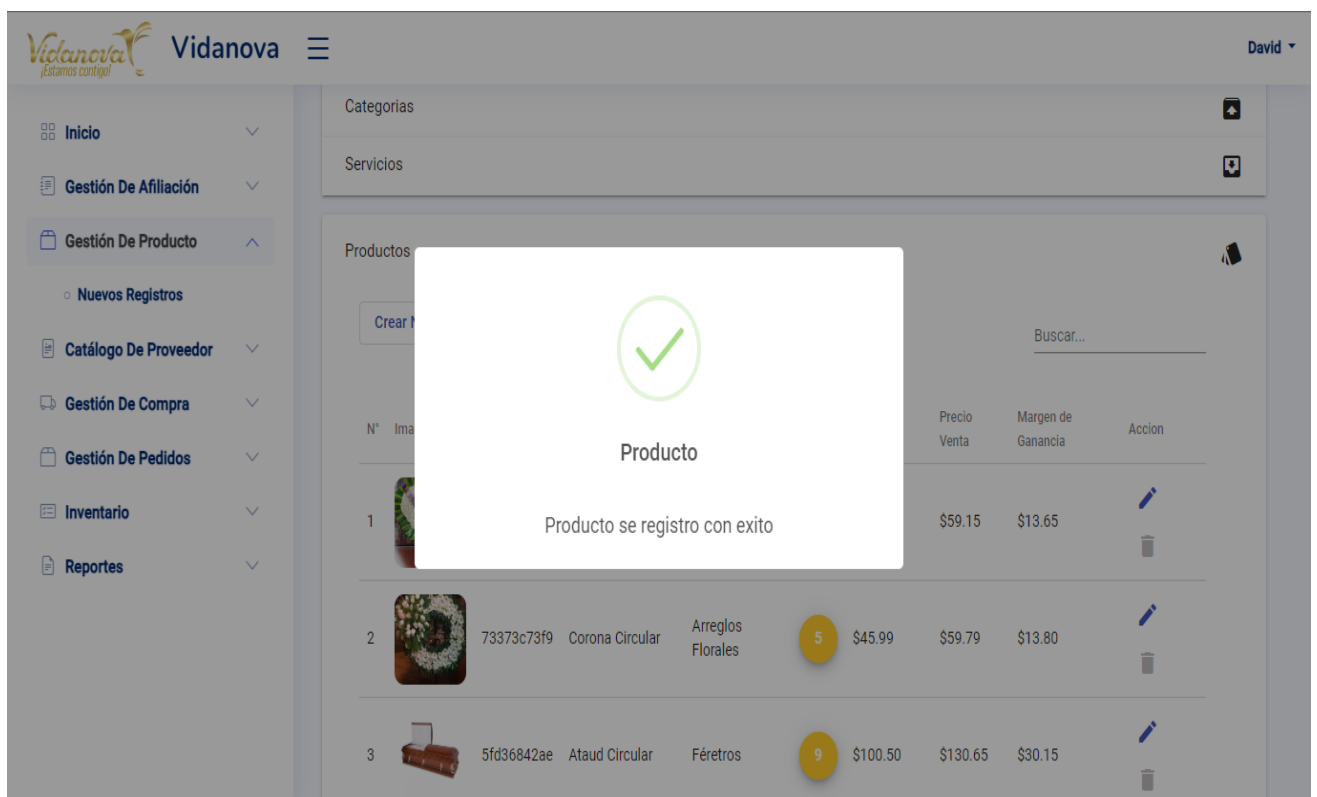 Vidanova
¡Estamos contigo!
Vidanova
David
Inicio
Gestión De Afiliación
Gestión De Producto
Nuevos Registros
Catálogo De Proveedor
Gestión De Compra
Gestión De Pedidos
Inventario
Reportes
Categorias
Servicios
Productos
Crear N
Buscar...
N° Ima Precio Venta Margen de Ganancia Accion
1 $59.15 $13.65
2 73373c73f9 Corona Circular Arreglos Florales 5 $45.99 $59.79 $13.80
3 5fd36842ae Ataud Circular Féretros 9 $100.50 $130.65 $30.15
Producto
Producto se registro con exito